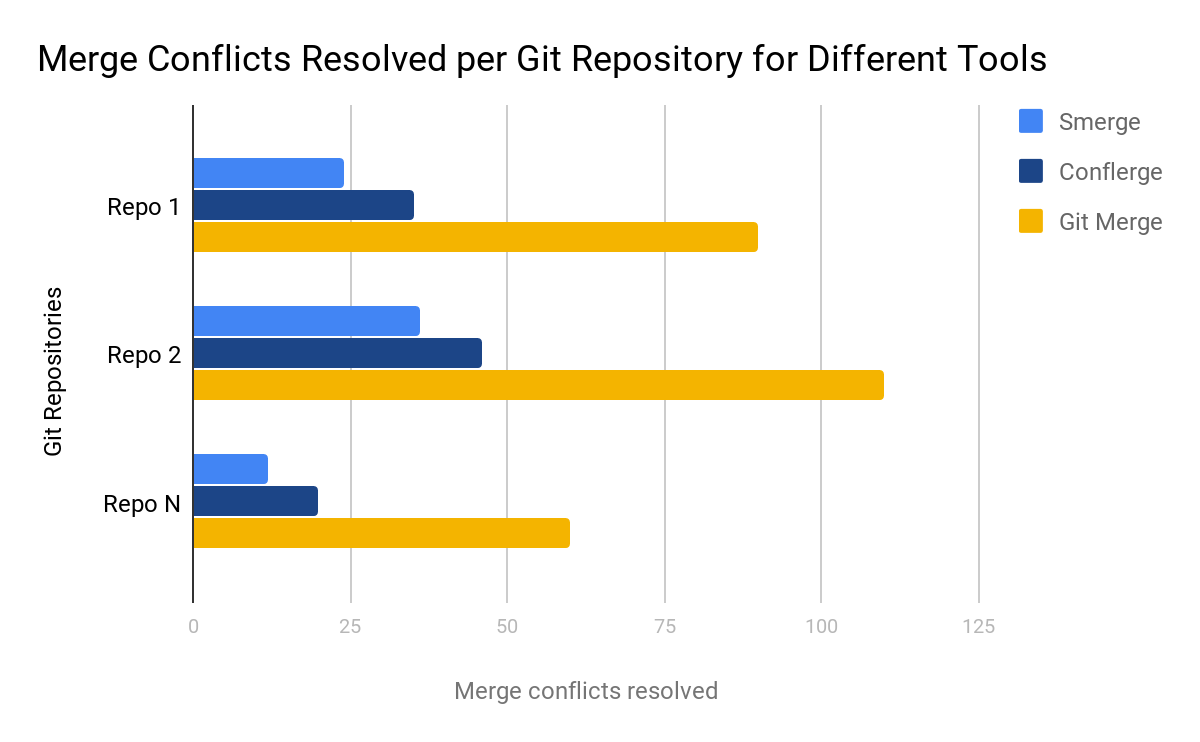 Merge Conflicts Resolved per Git Repository for Different Tools
Smerge
Conflerge
Git Merge
Git Repositories
Repo 1
Repo 2
Repo N
0 25 50 75 100 125
Merge conflicts resolved